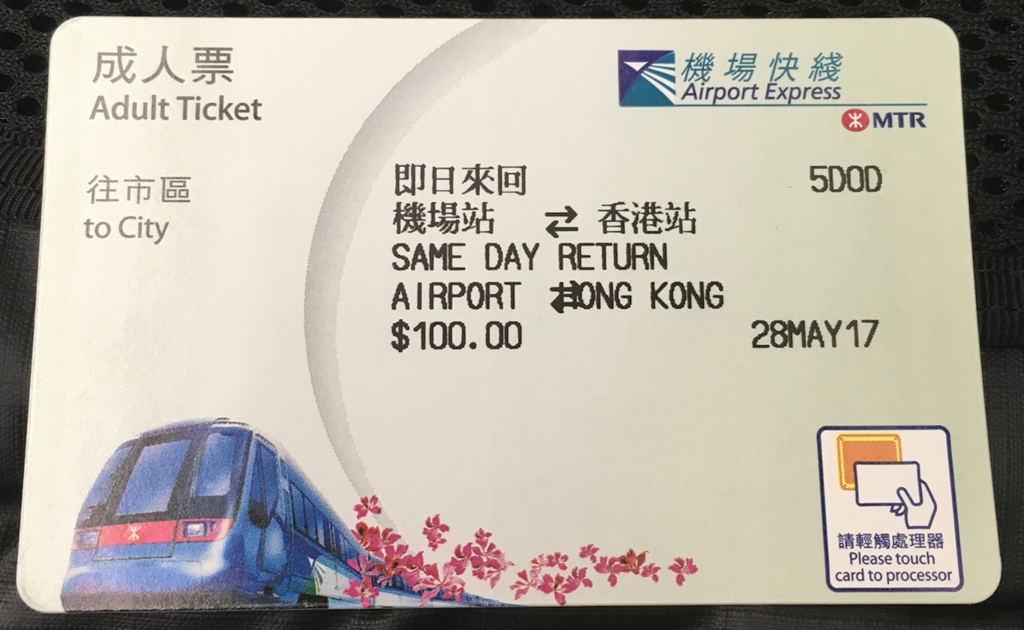 成人票
Adult Ticket
機場快綫
Airport Express
MTR
往市區
to City
即日來回 5DOD
機場站 ⇄ 香港站
SAME DAY RETURN
AIRPORT ⇄HONG KONG
$100.00 28MAY17
請輕觸處理器
Please touch
card to processor